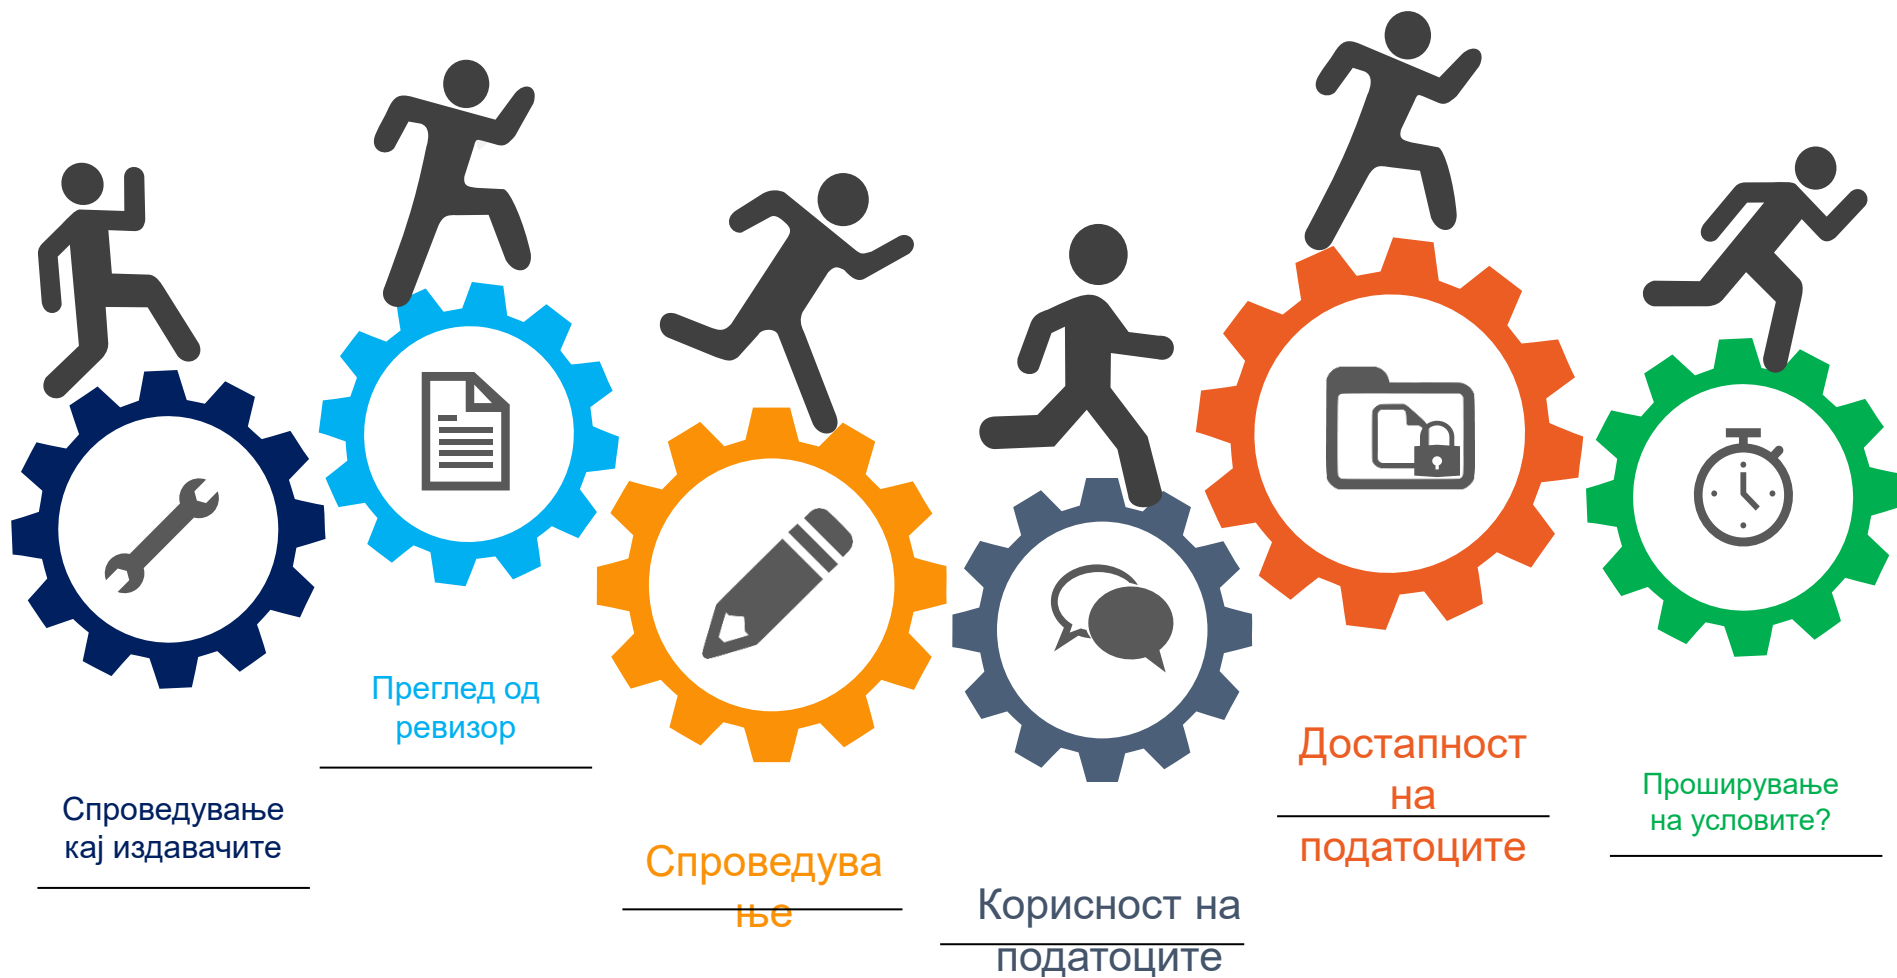 Спроведување
кај издавачите
Преглед од
ревизор
Спроведува
ње
Корисност на
податоците
Достапност
на
податоците
Проширување
на условите?